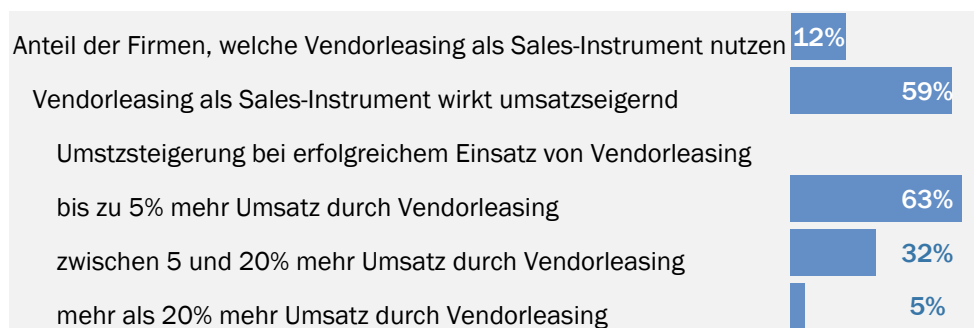 Anteil der Firmen, welche Vendorleasing als Sales-Instrument nutzen 12%
Vendorleasing als Sales-Instrument wirkt umsatzseigernd 59%
Umstzsteigerung bei erfolgreichem Einsatz von Vendorleasing
bis zu 5% mehr Umsatz durch Vendorleasing 63%
zwischen 5 und 20% mehr Umsatz durch Vendorleasing 32%
mehr als 20% mehr Umsatz durch Vendorleasing 5%